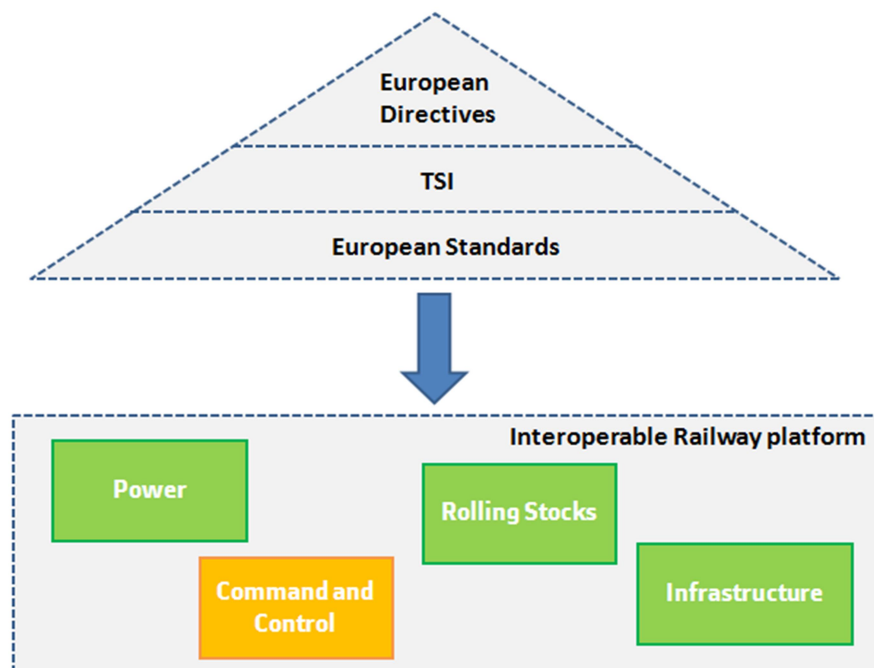 European
Directives
TSI
European Standards
Interoperable Railway platform
Power
Rolling Stocks
Command and
Control
Infrastructure